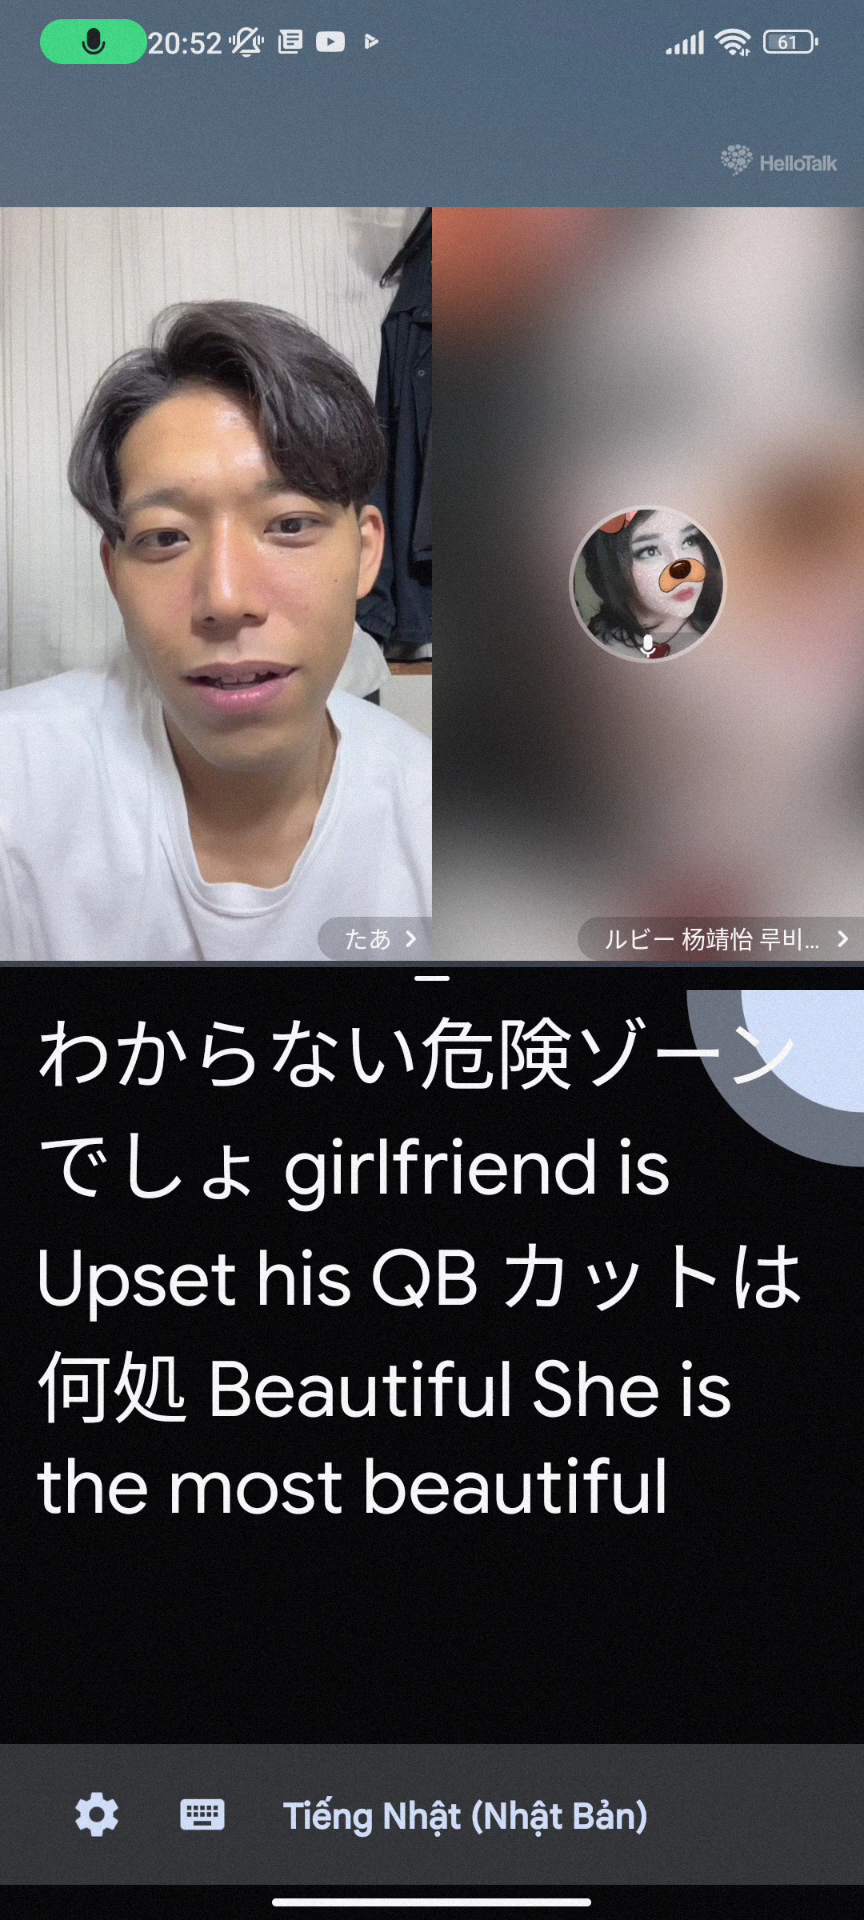 20:52
61
HelloTalk
たあ
ルビー 杨靖怡 루비...
わからない危険ゾーン
でしょ girlfriend is
Upset his QB カットは
何処 Beautiful She is
the most beautiful
Tiếng Nhật (Nhật Bản)